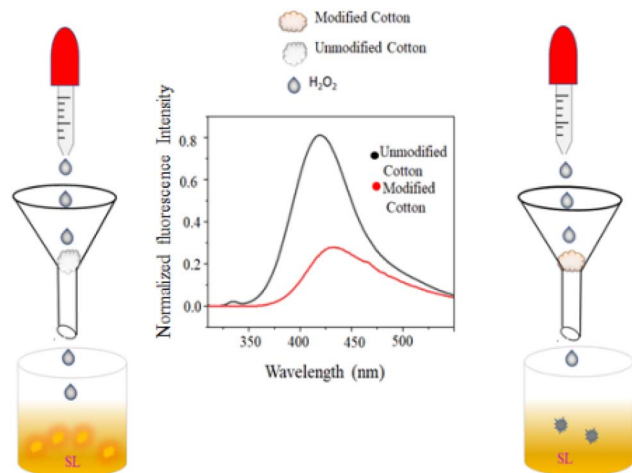 Modified Cotton
Unmodified Cotton
H₂O₂
Normalized fluorescence Intensity
0.8
0.6
0.4
0.2
0.0
Unmodified
Cotton
Modified
Cotton
350
400
450
500
Wavelength (nm)
SL
SL